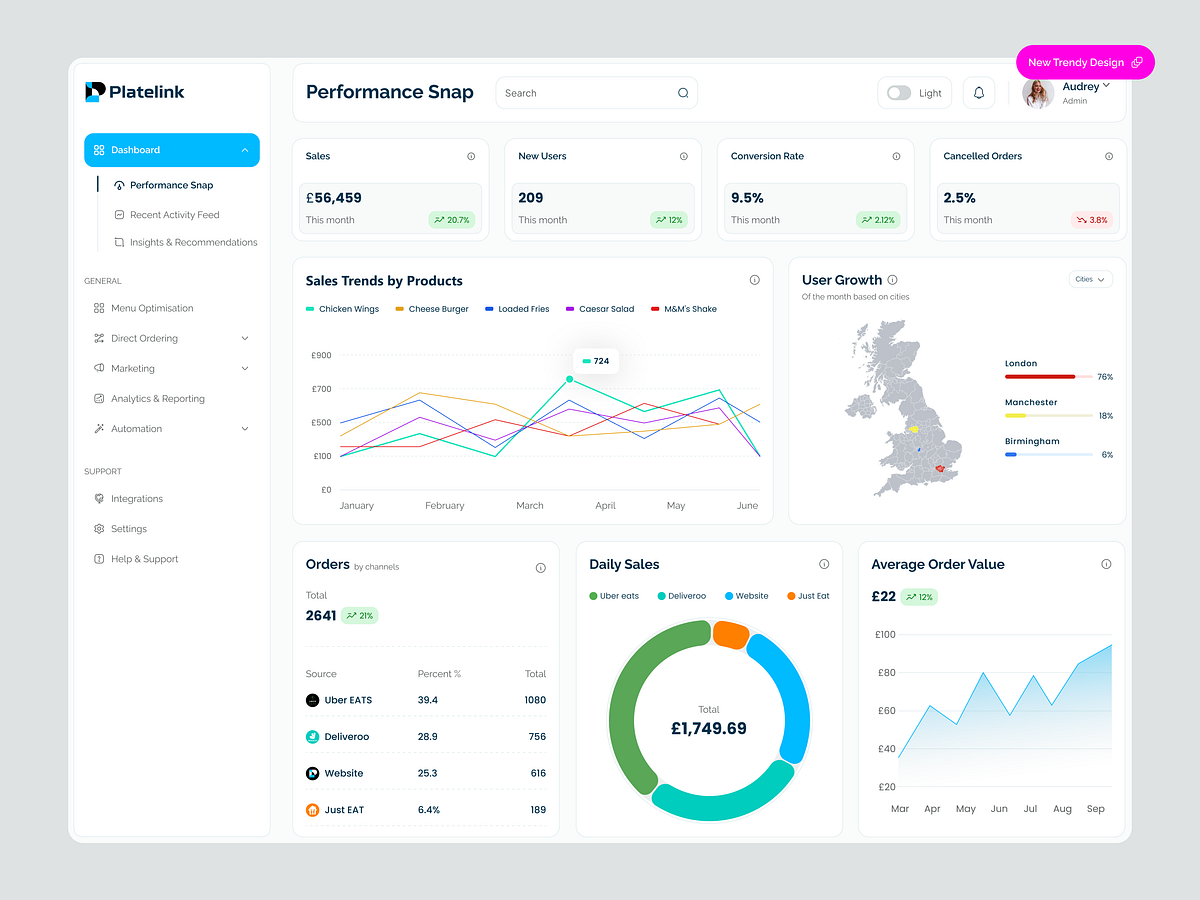 New Trendy Design
Platelink
Performance Snap
Search
Light
Audrey
Admin
Dashboard
Performance Snap
Recent Activity Feed
Insights & Recommendations
GENERAL
Menu Optimisation
Direct Ordering
Marketing
Analytics & Reporting
Automation
SUPPORT
Integrations
Settings
Help & Support
Sales
£56,459
This month
20.7%
New Users
209
This month
12%
Conversion Rate
9.5%
This month
2.12%
Cancelled Orders
2.5%
This month
3.8%
Sales Trends by Products
Chicken Wings Cheese Burger Loaded Fries Caesar Salad M&M's Shake
724
£900
£700
£500
£100
£0
January February March April May June
User Growth
Cities
Of the month based on cities
London
76%
Manchester
18%
Birmingham
6%
Orders by channels
Total
2641 21%
Source Percent % Total
Uber EATS 39.4 1080
Deliveroo 28.9 756
Website 25.3 616
Just EAT 6.4% 189
Daily Sales
Uber eats Deliveroo Website Just Eat
Total
£1,749.69
Average Order Value
£22 12%
£100
£80
£60
£40
£20
Mar Apr May Jun Jul Aug Sep